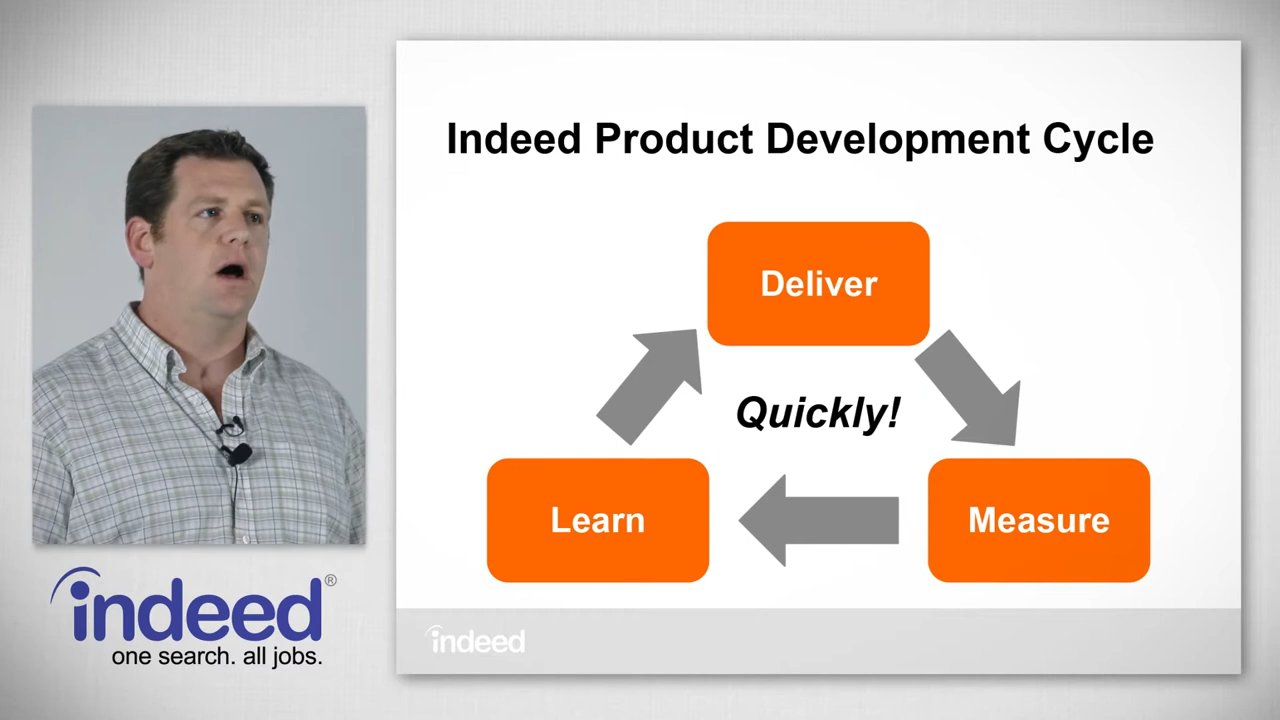 Indeed Product Development Cycle
Deliver
Quickly!
Learn
Measure
indeed®
one search. all jobs.
indeed